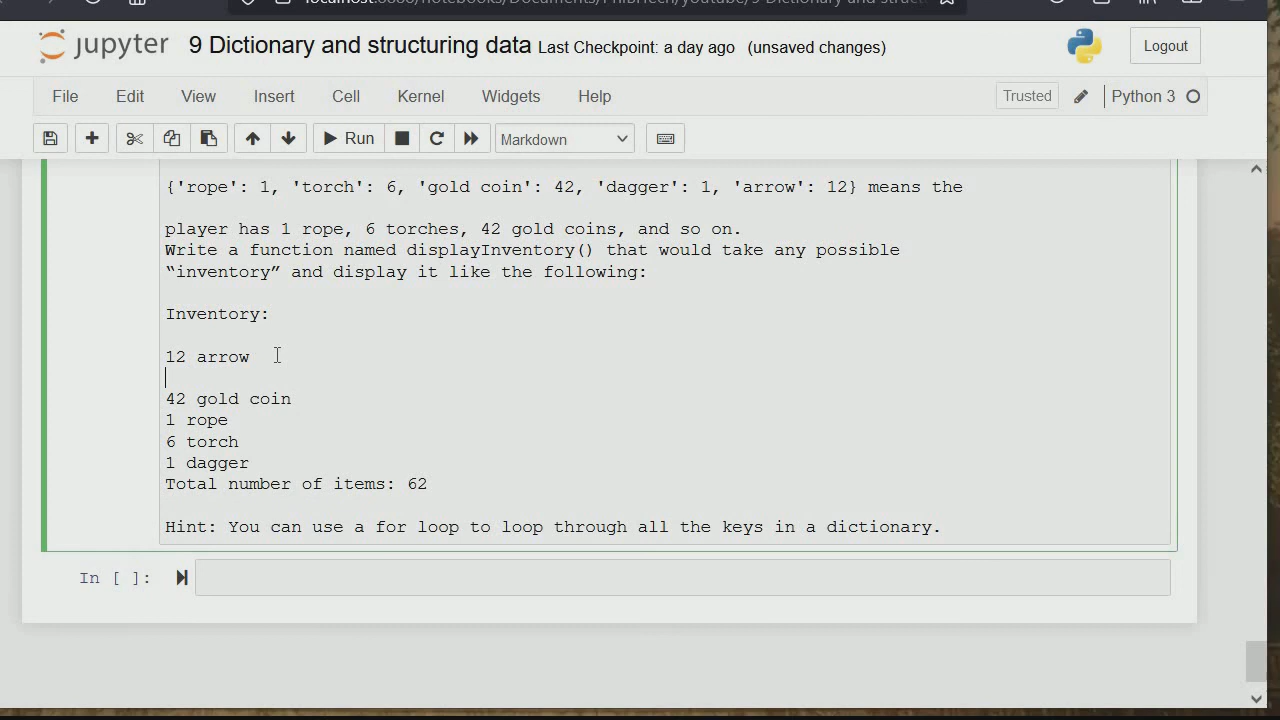 jupyter 9 Dictionary and structuring data Last Checkpoint: a day ago (unsaved changes) Logout
File Edit View Insert Cell Kernel Widgets Help Trusted Python 3
Run Markdown
{'rope': 1, 'torch': 6, 'gold coin': 42, 'dagger': 1, 'arrow': 12} means the
player has 1 rope, 6 torches, 42 gold coins, and so on.
Write a function named displayInventory() that would take any possible
“inventory” and display it like the following:
Inventory:
12 arrow
42 gold coin
1 rope
6 torch
1 dagger
Total number of items: 62
Hint: You can use a for loop to loop through all the keys in a dictionary.
In [ ]: